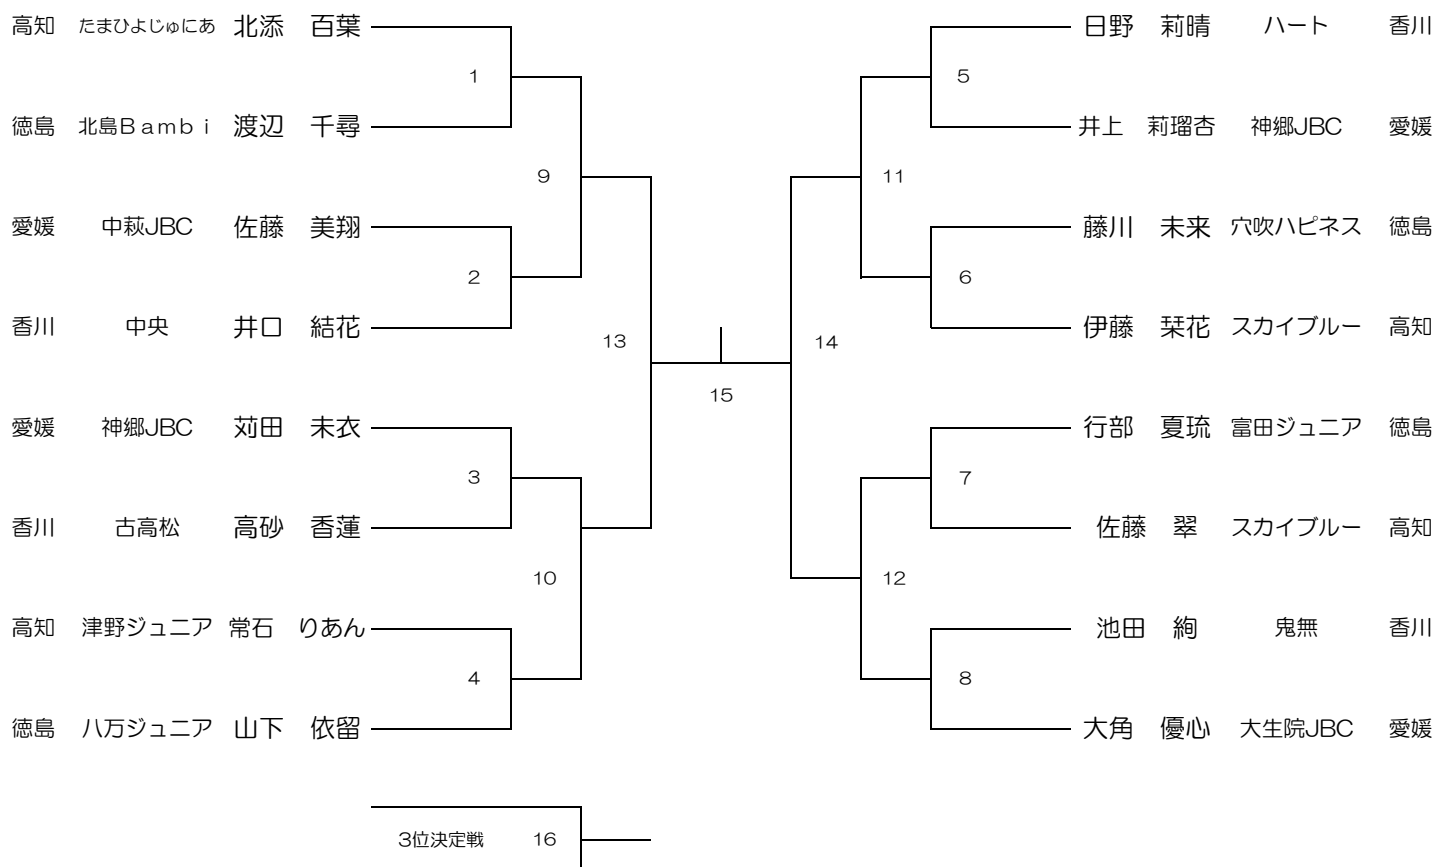 高知 たまひよじゅにあ 北添 百葉 日野 莉晴 ハート 香川
1 5
徳島 北島Ｂａｍｂｉ 渡辺 千尋 井上 莉瑠杏 神郷JBC 愛媛
9 11
愛媛 中萩JBC 佐藤 美翔 藤川 未来 穴吹ハピネス 徳島
2 6
香川 中央 井口 結花 伊藤 栞花 スカイブルー 高知
13 14
15
愛媛 神郷JBC 苅田 未衣 行部 夏琉 富田ジュニア 徳島
3 7
香川 古高松 高砂 香蓮 佐藤 翠 スカイブルー 高知
10 12
高知 津野ジュニア 常石 りあん 池田 絢 鬼無 香川
4 8
徳島 八万ジュニア 山下 依留 大角 優心 大生院JBC 愛媛
3位決定戦 16